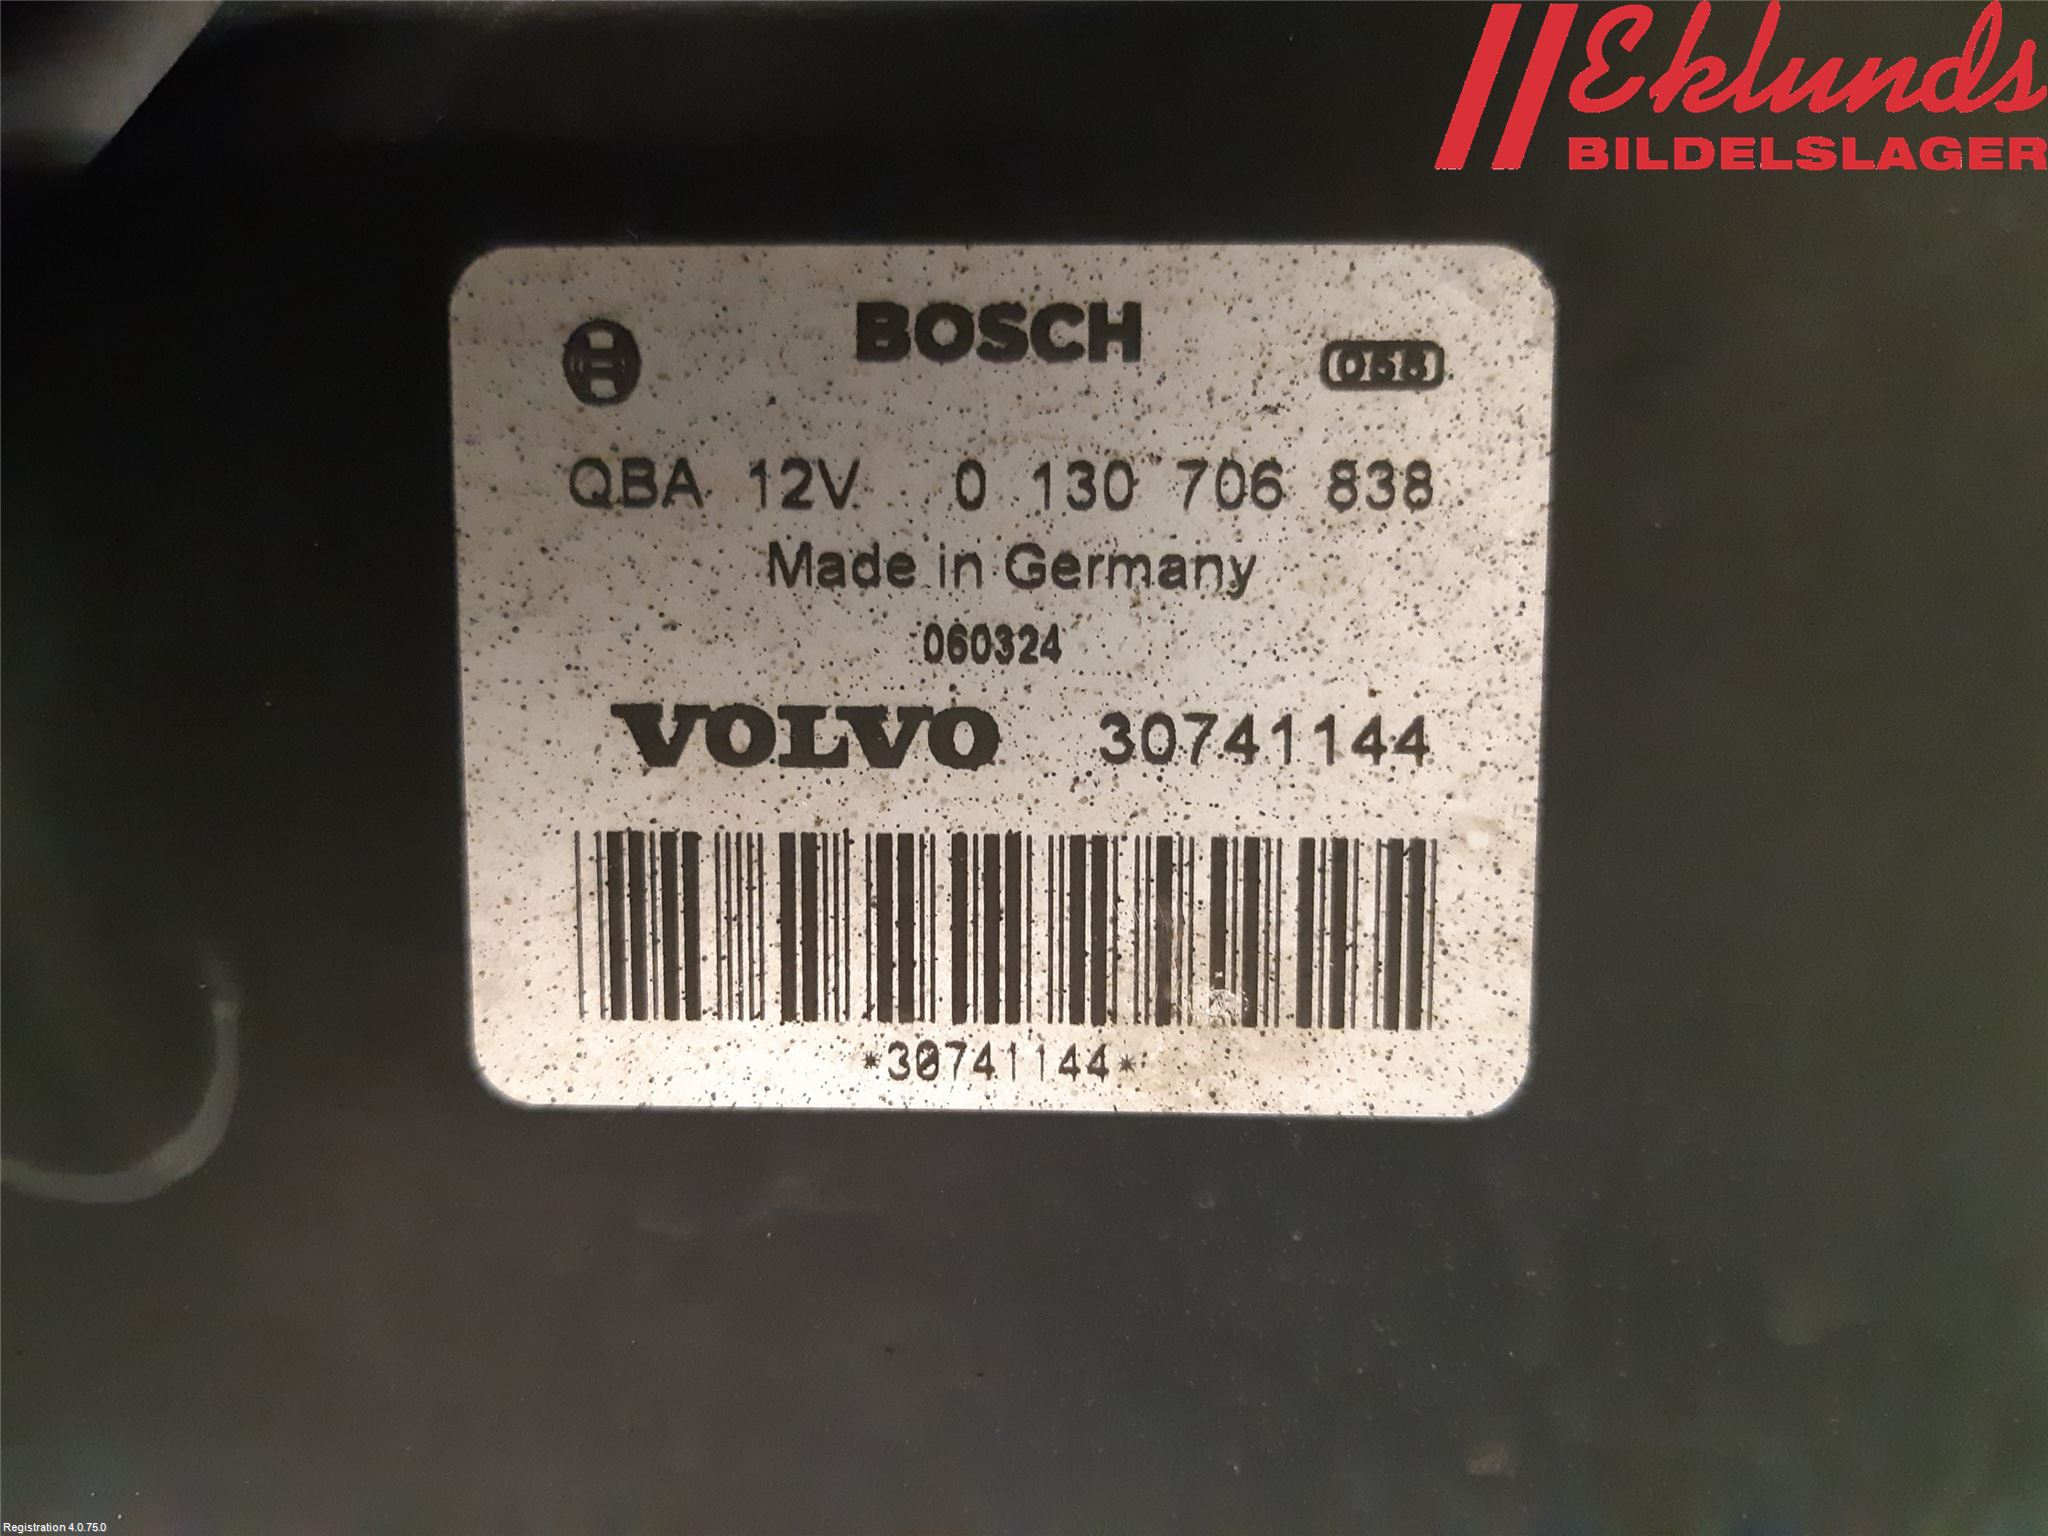 Eklunds
BILDELSLAGER
BOSCH
058
QBA 12V 0 130 706 838
Made in Germany
060324
VOLVO 30741144
*30741144*
Registration 4.0.75.0